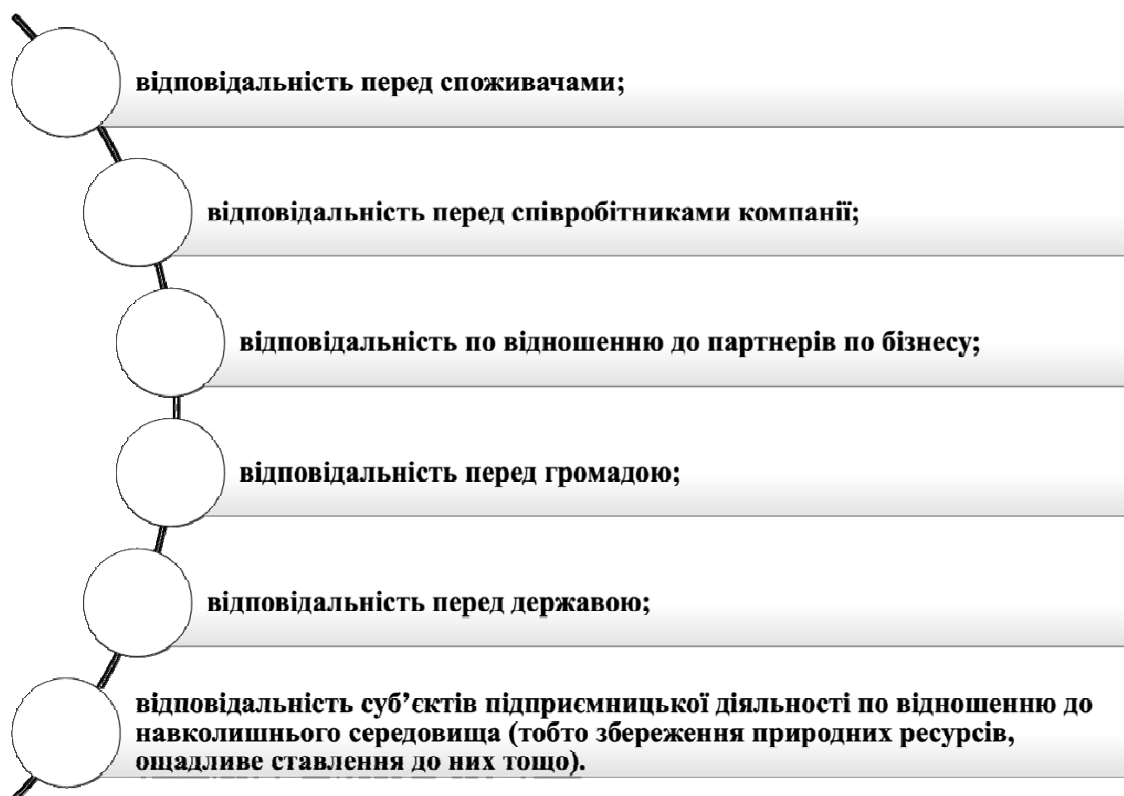 відповідальність перед споживачами;
відповідальність перед співробітниками компанії;
відповідальність по відношенню до партнерів по бізнесу;
відповідальність перед громадою;
відповідальність перед державою;
відповідальність суб’єктів підприємницької діяльності по відношенню до
навколишнього середовища (тобто збереження природних ресурсів,
ощадливе ставлення до них тощо).